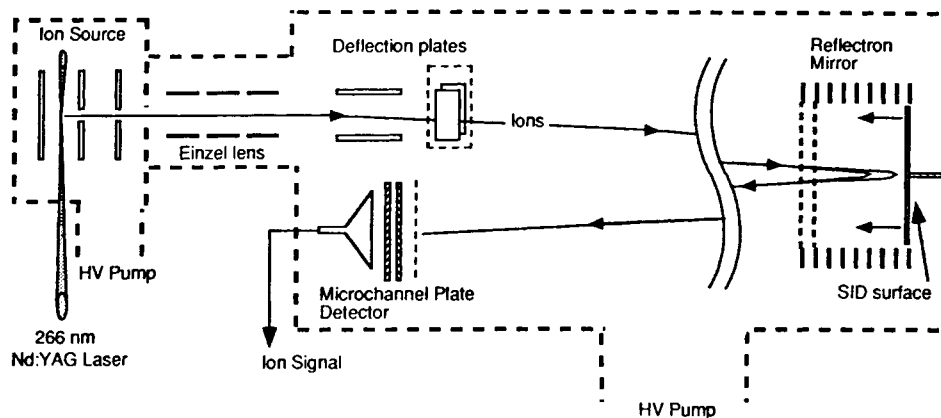 Ion Source
Deflection plates
Reflectron
Mirror
Ions
Einzel lens
HV Pump
Microchannel Plate
Detector
SID surface
266 nm
Nd:YAG Laser
Ion Signal
HV Pump